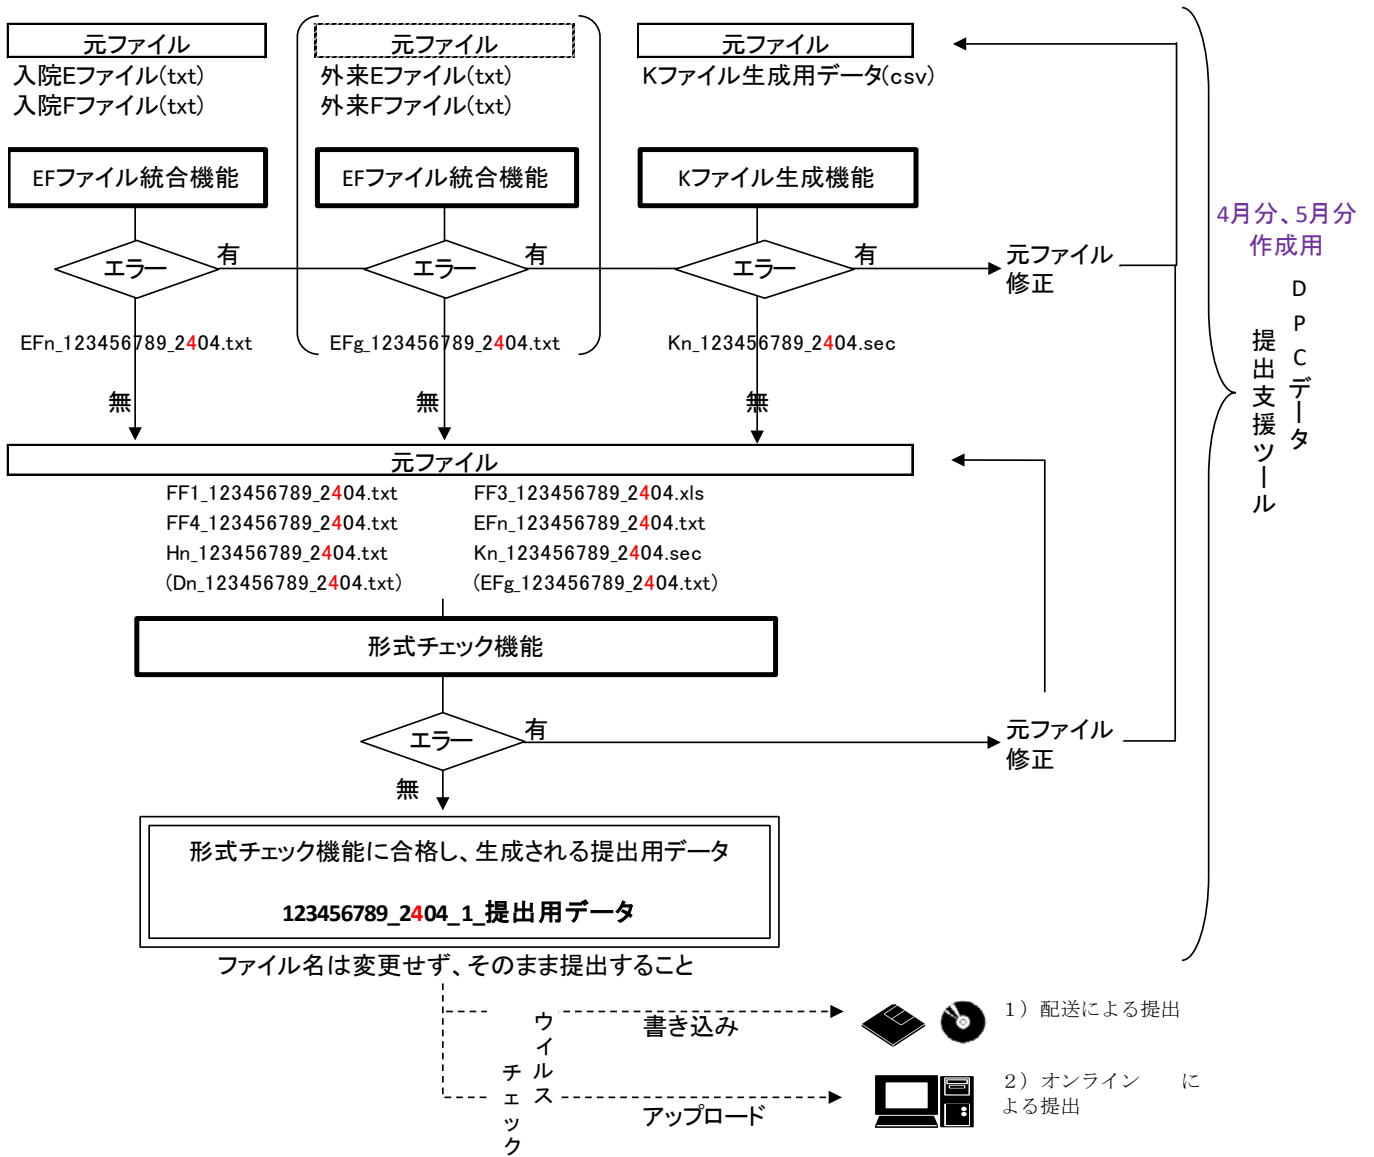 元ファイル
入院Eファイル(txt)
入院Fファイル(txt)
元ファイル
外来Eファイル(txt)
外来Fファイル(txt)
元ファイル
Kファイル生成用データ(csv)
EFファイル統合機能
EFファイル統合機能
Kファイル生成機能
エラー
有
エラー
有
エラー
有
元ファイル
修正
EFn_123456789_2404.txt
EFg_123456789_2404.txt
Kn_123456789_2404.sec
無
無
無
4月分、5月分
作成用
DPCデータ
提出支援ツール
元ファイル
FF1_123456789_2404.txt
FF3_123456789_2404.xls
FF4_123456789_2404.txt
EFn_123456789_2404.txt
Hn_123456789_2404.txt
Kn_123456789_2404.sec
(Dn_123456789_2404.txt)
(EFg_123456789_2404.txt)
形式チェック機能
エラー
有
元ファイル
修正
無
形式チェック機能に合格し、生成される提出用データ
123456789_2404_1_提出用データ
ファイル名は変更せず、そのまま提出すること
ウイルス
チェック
書き込み
1）配送による提出
アップロード
2）オンライン　　に
よる提出